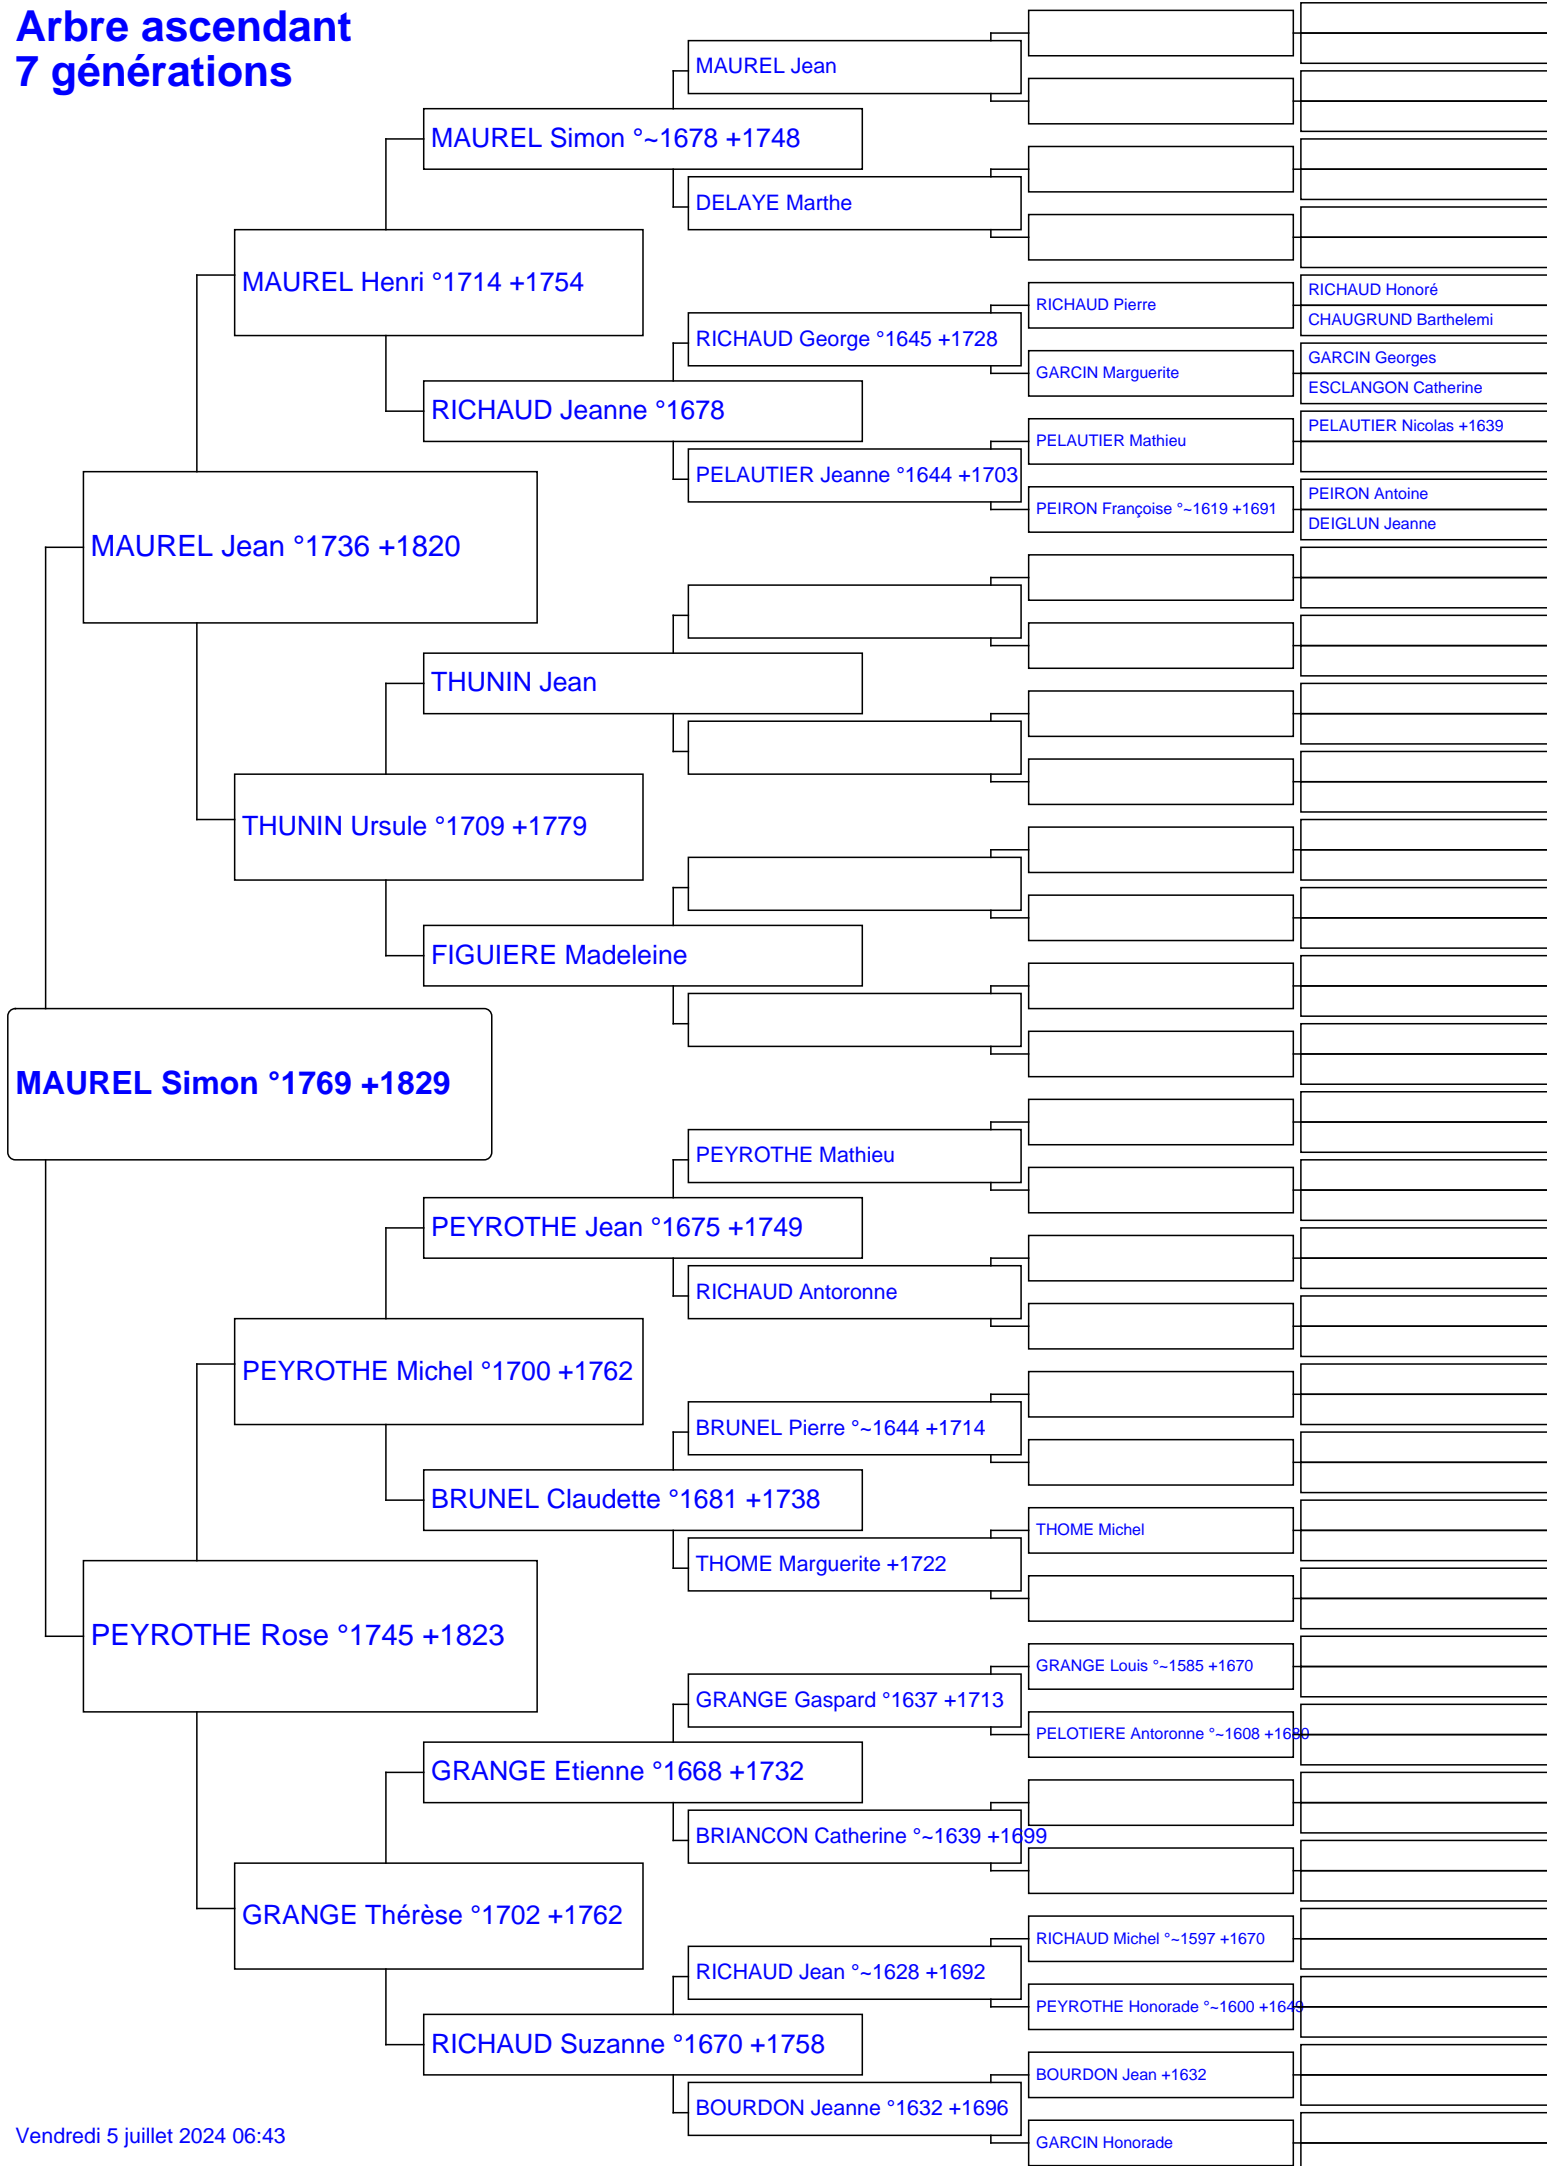 Arbre ascendant
7 générations
MAUREL Jean
MAUREL Simon °~1678 +1748
DELAYE Marthe
MAUREL Henri °1714 +1754
RICHAUD Honoré
RICHAUD Pierre
CHAUGRUND Barthelemi
RICHAUD George °1645 +1728
GARCIN Georges
GARCIN Marguerite
ESCLANGON Catherine
RICHAUD Jeanne °1678
PELAUTIER Nicolas +1639
PELAUTIER Mathieu
PELAUTIER Jeanne °1644 +1703
PEIRON Antoine
PEIRON Françoise °~1619 +1691
DEIGLUN Jeanne
MAUREL Jean °1736 +1820
THUNIN Jean
THUNIN Ursule °1709 +1779
FIGUIERE Madeleine
MAUREL Simon °1769 +1829
PEYROTHE Mathieu
PEYROTHE Jean °1675 +1749
RICHAUD Antoronne
PEYROTHE Michel °1700 +1762
BRUNEL Pierre °~1644 +1714
BRUNEL Claudette °1681 +1738
THOME Michel
THOME Marguerite +1722
PEYROTHE Rose °1745 +1823
GRANGE Louis °~1585 +1670
GRANGE Gaspard °1637 +1713
PELOTIERE Antoronne °~1608 +1680
GRANGE Etienne °1668 +1732
BRIANCON Catherine °~1639 +1699
GRANGE Thérèse °1702 +1762
RICHAUD Michel °~1597 +1670
RICHAUD Jean °~1628 +1692
PEYROTHE Honorade °~1600 +1649
RICHAUD Suzanne °1670 +1758
BOURDON Jean +1632
BOURDON Jeanne °1632 +1696
GARCIN Honorade
Vendredi 5 juillet 2024 06:43